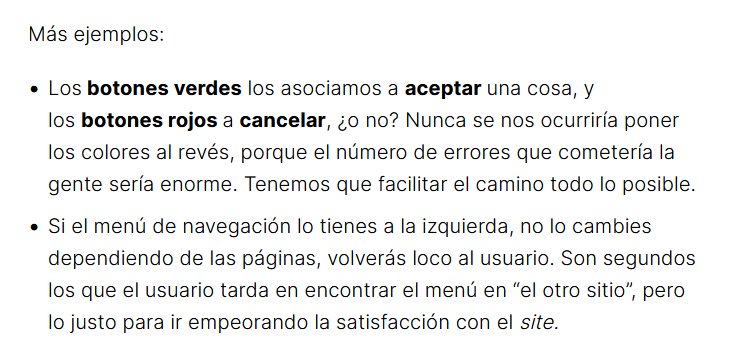 Más ejemplos:
• Los botones verdes los asociamos a aceptar una cosa, y
los botones rojos a cancelar, ¿o no? Nunca se nos ocurriría poner
los colores al revés, porque el número de errores que cometería la
gente sería enorme. Tenemos que facilitar el camino todo lo posible.
• Si el menú de navegación lo tienes a la izquierda, no lo cambies
dependiendo de las páginas, volverás loco al usuario. Son segundos
los que el usuario tarda en encontrar el menú en “el otro sitio”, pero
lo justo para ir empeorando la satisfacción con el site.